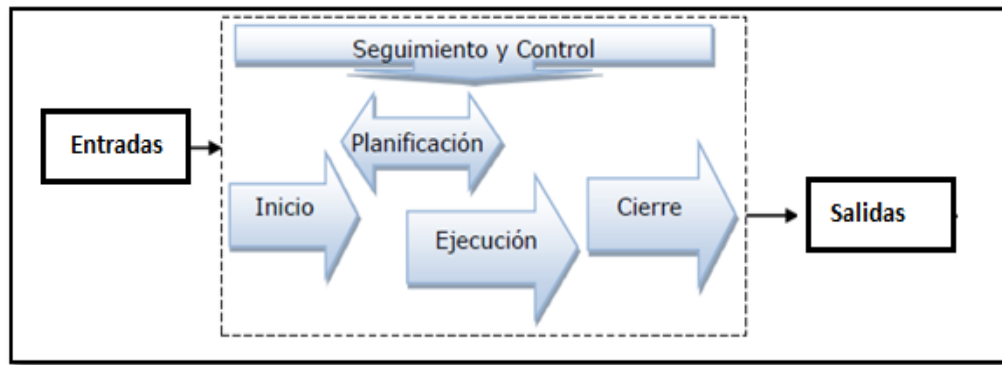 Seguimiento y Control
Entradas
Planificación
Inicio
Ejecución
Cierre
Salidas